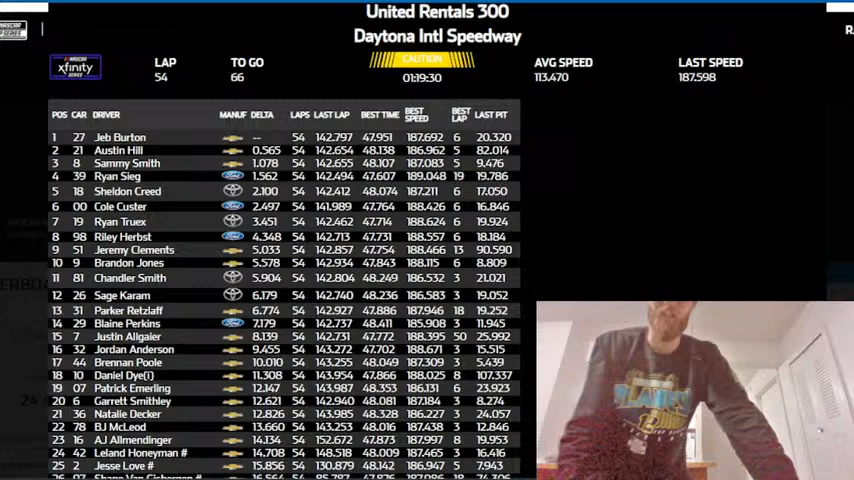 United Rentals 300
Daytona Intl Speedway
NASCAR
xfinity
SERIES
LAP TO GO CAUTION AVG SPEED LAST SPEED
54 66 01:19:30 113.470 187.598
POS CAR DRIVER MANUF DELTA LAPS LAST LAP BEST TIME BEST SPEED BEST LAP LAST PIT
1 27 Jeb Burton -- 54 142.797 47.951 187.692 6 20.320
2 21 Austin Hill 0.565 54 142.654 48.138 186.962 5 82.014
3 8 Sammy Smith 1.078 54 142.655 48.107 187.083 5 9.476
4 39 Ryan Sieg Ford 1.562 54 142.494 47.607 189.048 19 19.786
5 18 Sheldon Creed 2.100 54 142.412 48.074 187.211 6 17.050
6 00 Cole Custer Ford 2.497 54 141.989 47.764 188.426 6 16.846
7 19 Ryan Truex 3.451 54 142.462 47.714 188.624 6 19.924
8 98 Riley Herbst Ford 4.348 54 142.713 47.731 188.557 6 18.184
9 51 Jeremy Clements 5.033 54 142.857 47.754 188.466 13 90.590
10 9 Brandon Jones 5.578 54 142.934 47.843 188.115 6 8.809
11 81 Chandler Smith 5.904 54 142.804 48.249 186.532 3 21.021
12 26 Sage Karam 6.179 54 142.740 48.236 186.583 3 19.052
13 31 Parker Retzlaff 6.774 54 142.927 47.886 187.946 18 19.252
14 29 Blaine Perkins Ford 7.179 54 142.737 48.411 185.908 3 11.945
15 7 Justin Allgaier 8.139 54 142.731 47.772 188.395 50 25.992
16 32 Jordan Anderson 9.455 54 143.272 47.702 188.671 3 15.515
17 44 Brennan Poole 10.010 54 143.255 48.049 187.309 3 5.439
18 10 Daniel Dye(i) 11.308 54 143.954 47.866 188.025 8 107.337
19 07 Patrick Emerling 12.147 54 143.987 48.353 186.131 6 23.923
20 6 Garrett Smithley 12.621 54 142.940 48.081 187.184 3 8.274
21 36 Natalie Decker 12.826 54 143.985 48.328 186.227 3 24.057
22 78 BJ McLeod 13.660 54 143.253 48.016 187.438 3 12.846
23 16 AJ Allmendinger 14.134 54 152.672 47.873 187.997 8 19.953
24 42 Leland Honeyman # 14.708 54 148.518 48.009 187.465 3 16.416
25 2 Jesse Love # 15.856 54 130.879 48.142 186.947 5 7.943